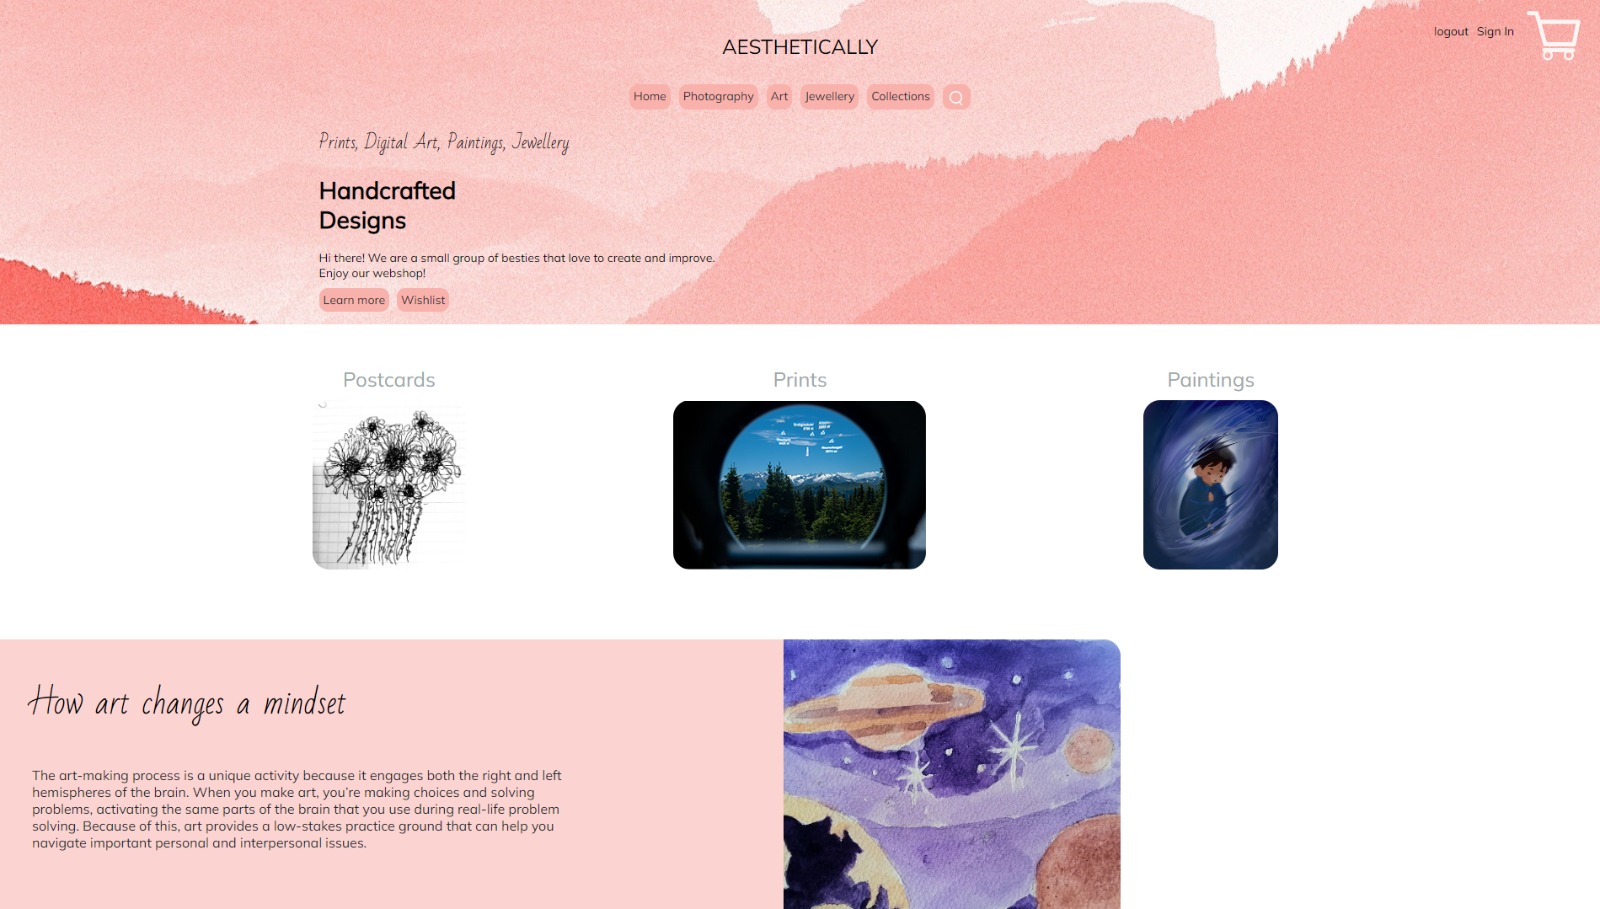 logout Sign In
AESTHETICALLY
Home Photography Art Jewellery Collections
Prints, Digital Art, Paintings, Jewellery
Handcrafted
Designs
Hi there! We are a small group of besties that love to create and improve.
Enjoy our webshop!
Learn more Wishlist
Postcards Prints Paintings
How art changes a mindset
The art-making process is a unique activity because it engages both the right and left
hemispheres of the brain. When you make art, you’re making choices and solving
problems, activating the same parts of the brain that you use during real-life problem
solving. Because of this, art provides a low-stakes practice ground that can help you
navigate important personal and interpersonal issues.